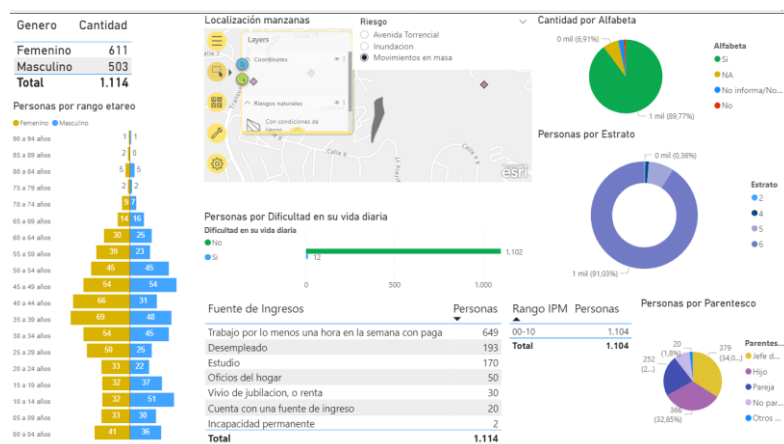 Genero Cantidad
Femenino 611
Masculino 503
Total 1.114
Personas por rango etareo
Femenino Masculino
90 a 94 años 1 1
85 a 89 años 2 0
80 a 84 años 5 5
75 a 79 años 2 2
70 a 74 años 9 7
65 a 69 años 14 16
60 a 64 años 30 25
55 a 59 años 39 23
50 a 54 años 45 45
45 a 49 años 54 54
40 a 44 años 66 31
35 a 39 años 69 48
30 a 34 años 54 45
25 a 29 años 50 25
20 a 24 años 33 22
15 a 19 años 32 37
10 a 14 años 32 51
05 a 09 años 33 30
00 a 04 años 41 36
Localización manzanas
Layers
Coordinates
Riesgos naturales
Con condiciones de
Calle 6
esri
Riesgo
Avenida Torrencial
Inundacion
Movimientos en masa
Personas por Dificultad en su vida diaria
Dificultad en su vida diaria
No
Si
1.102
12
0 500 1.000
Fuente de Ingresos Personas
Trabajo por lo menos una hora en la semana con paga 649
Desempleado 193
Estudio 170
Oficios del hogar 50
Vivio de jubilacion, o renta 30
Cuenta con una fuente de ingreso 20
Incapacidad permanente 2
Total 1.114
Rango IPM Personas
00-10 1.104
Total 1.104
Cantidad por Alfabeta
0 mil (6,91%)
1 mil (89,77%)
Alfabeta
Si
NA
No informa/No...
No
Personas por Estrato
0 mil (0,36%)
1 mil (91,03%)
Estrato
2
4
5
6
Personas por Parentesco
20
(1,8%)
379
(34,0...)
252
(2...)
366
(32,85%)
Parentes...
Jefe d...
Hijo
Pareja
No par...
Otros ...